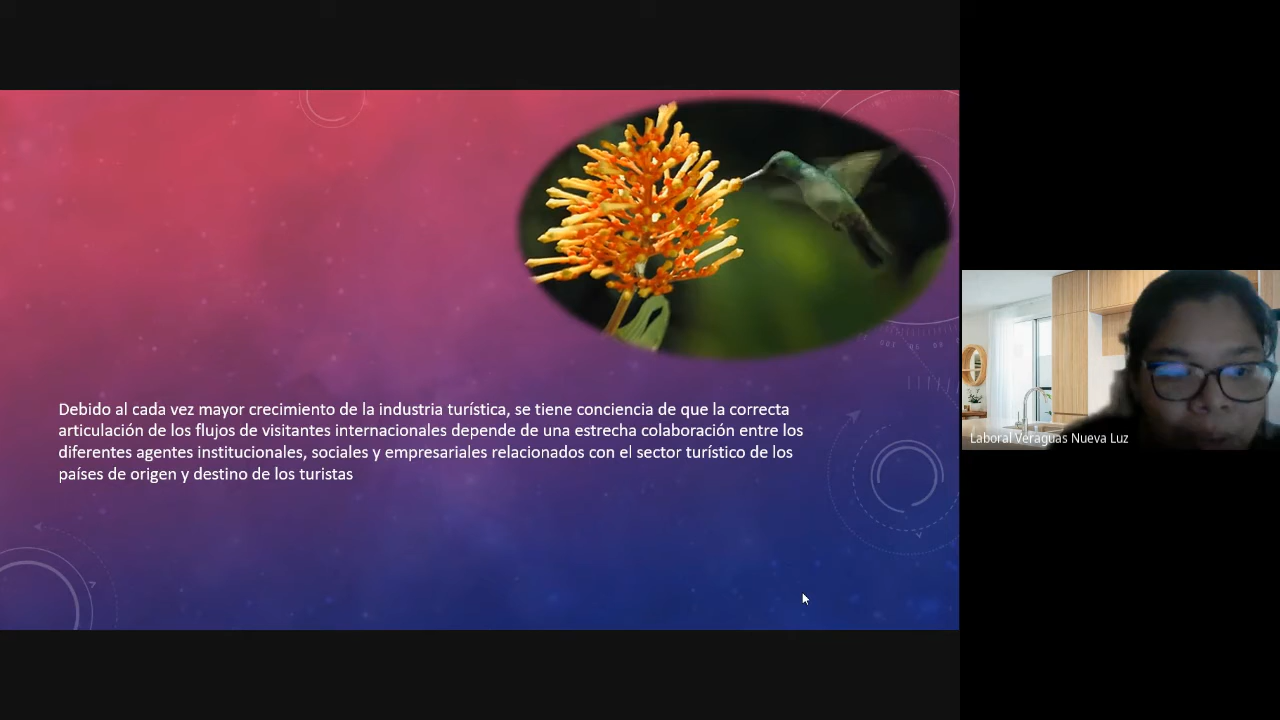 Debido al cada vez mayor crecimiento de la industria turística, se tiene conciencia de que la correcta
articulación de los flujos de visitantes internacionales depende de una estrecha colaboración entre los
diferentes agentes institucionales, sociales y empresariales relacionados con el sector turístico de los
países de origen y destino de los turistas
Laboral Veraguas Nueva Luz